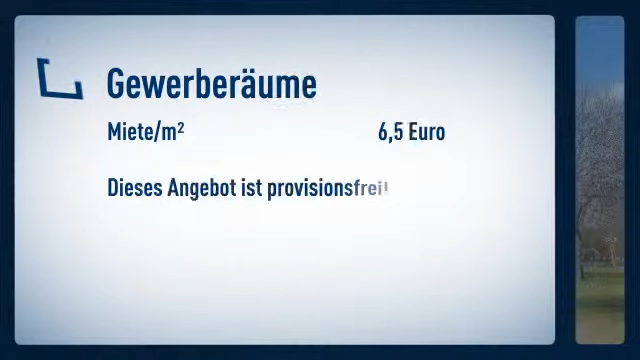 Gewerberäume
Miete/m² 6,5 Euro
Dieses Angebot ist provisionsfrei!